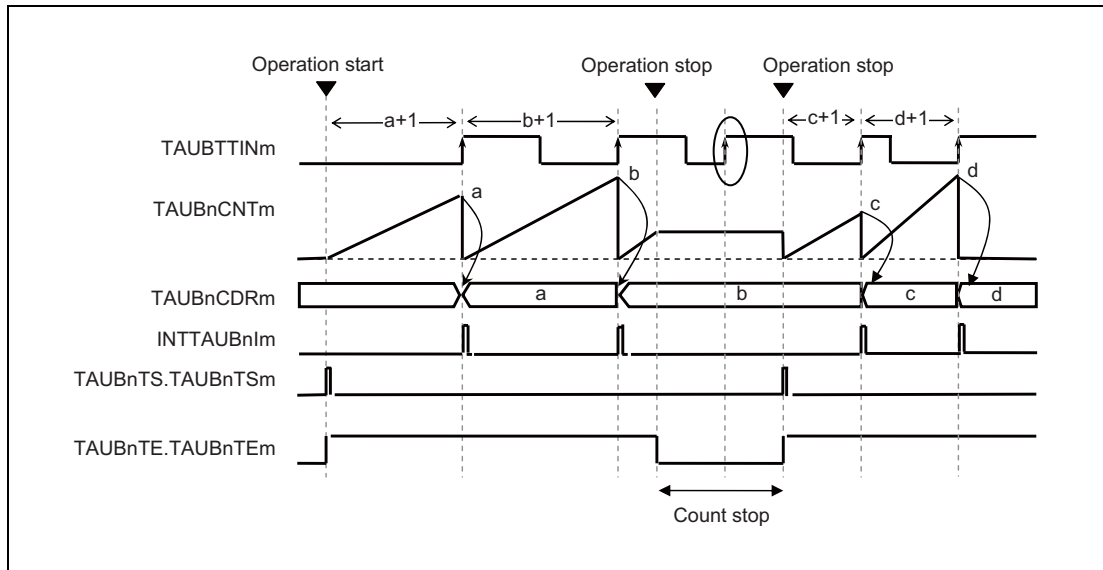 Operation start Operation stop Operation stop
a+1 b+1 c+1 d+1
TAUBTTINm
a b c d
TAUBnCNTm
TAUBnCDRm a b c d
INTTAUBnIm
TAUBnTS.TAUBnTSm
TAUBnTE.TAUBnTEm
Count stop